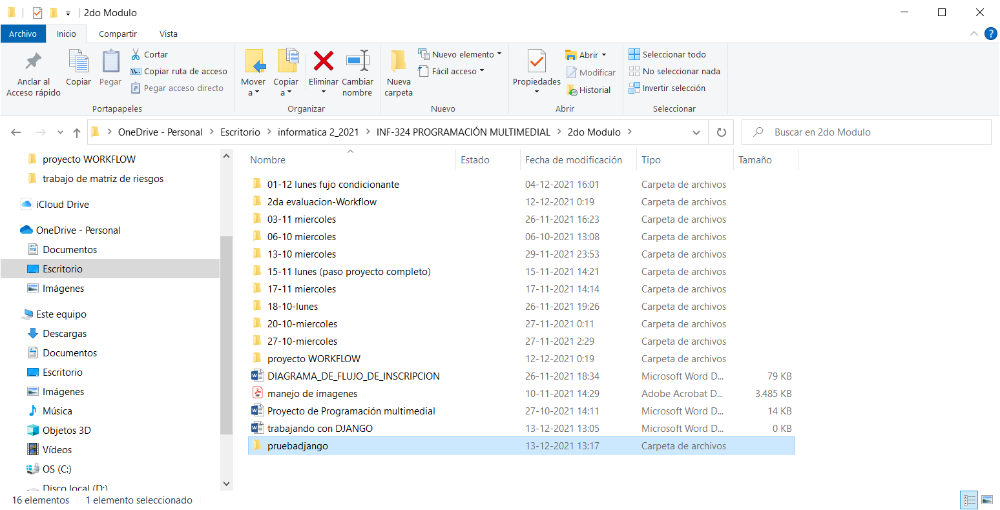 2do Modulo
Archivo Inicio Compartir Vista
Anclar al Acceso rápido
Copiar
Pegar
Cortar
Copiar ruta de acceso
Pegar acceso directo
Portapapeles
Mover a
Copiar a
Eliminar
Cambiar nombre
Organizar
Nueva carpeta
Nuevo elemento
Fácil acceso
Nuevo
Propiedades
Abrir
Modificar
Historial
Abrir
Seleccionar todo
No seleccionar nada
Invertir selección
Seleccionar
OneDrive - Personal > Escritorio > informatica 2_2021 > INF-324 PROGRAMACIÓN MULTIMEDIAL > 2do Modulo >
Buscar en 2do Modulo
proyecto WORKFLOW
trabajo de matriz de riesgos
iCloud Drive
OneDrive - Personal
Documentos
Escritorio
Imágenes
Este equipo
Descargas
Documentos
Escritorio
Imágenes
Música
Objetos 3D
Vídeos
OS (C:)
Disco local (D:)
Nombre Estado Fecha de modificación Tipo Tamaño
01-12 lunes fujo condicionante 04-12-2021 16:01 Carpeta de archivos
2da evaluacion-Workflow 12-12-2021 0:19 Carpeta de archivos
03-11 miercoles 26-11-2021 16:23 Carpeta de archivos
06-10 miercoles 06-10-2021 13:08 Carpeta de archivos
13-10 miercoles 29-11-2021 23:53 Carpeta de archivos
15-11 lunes (paso proyecto completo) 15-11-2021 14:21 Carpeta de archivos
17-11 miercoles 17-11-2021 14:14 Carpeta de archivos
18-10-lunes 26-11-2021 19:26 Carpeta de archivos
20-10-miercoles 27-11-2021 0:11 Carpeta de archivos
27-10-miercoles 27-11-2021 2:29 Carpeta de archivos
proyecto WORKFLOW 12-12-2021 0:19 Carpeta de archivos
DIAGRAMA_DE_FLUJO_DE_INSCRIPCION 26-11-2021 18:34 Microsoft Word D... 79 KB
manejo de imagenes 10-11-2021 14:29 Adobe Acrobat D... 3.485 KB
Proyecto de Programación multimedial 27-10-2021 14:11 Microsoft Word D... 14 KB
trabajando con DJANGO 13-12-2021 13:05 Microsoft Word D... 0 KB
pruebadjango 13-12-2021 13:17 Carpeta de archivos
16 elementos 1 elemento seleccionado